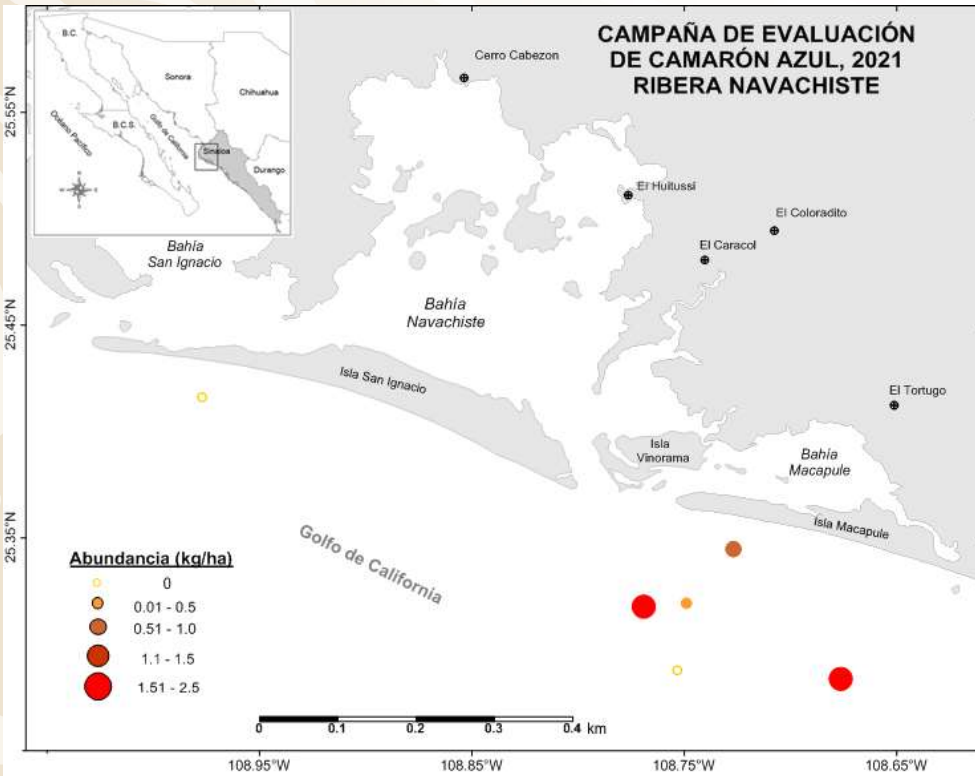 CAMPAÑA DE EVALUACIÓN
DE CAMARÓN AZUL, 2021
RIBERA NAVACHISTE
B.C.
Sonora
Chihuahua
B.C.S.
Golfo de California
Océano Pacífico
Sinaloa
Durango
N
W
E
S
Cerro Cabezon
El Huitussi
El Coloradito
El Caracol
El Tortugo
Bahía
San Ignacio
Bahía
Navachiste
Isla San Ignacio
Isla
Vinorama
Bahía
Macapule
Isla Macapule
Golfo de California
25.55°N
25.45°N
25.35°N
Abundancia (kg/ha)
0
0.01 - 0.5
0.51 - 1.0
1.1 - 1.5
1.51 - 2.5
0 0.1 0.2 0.3 0.4 km
108.95°W 108.85°W 108.75°W 108.65°W